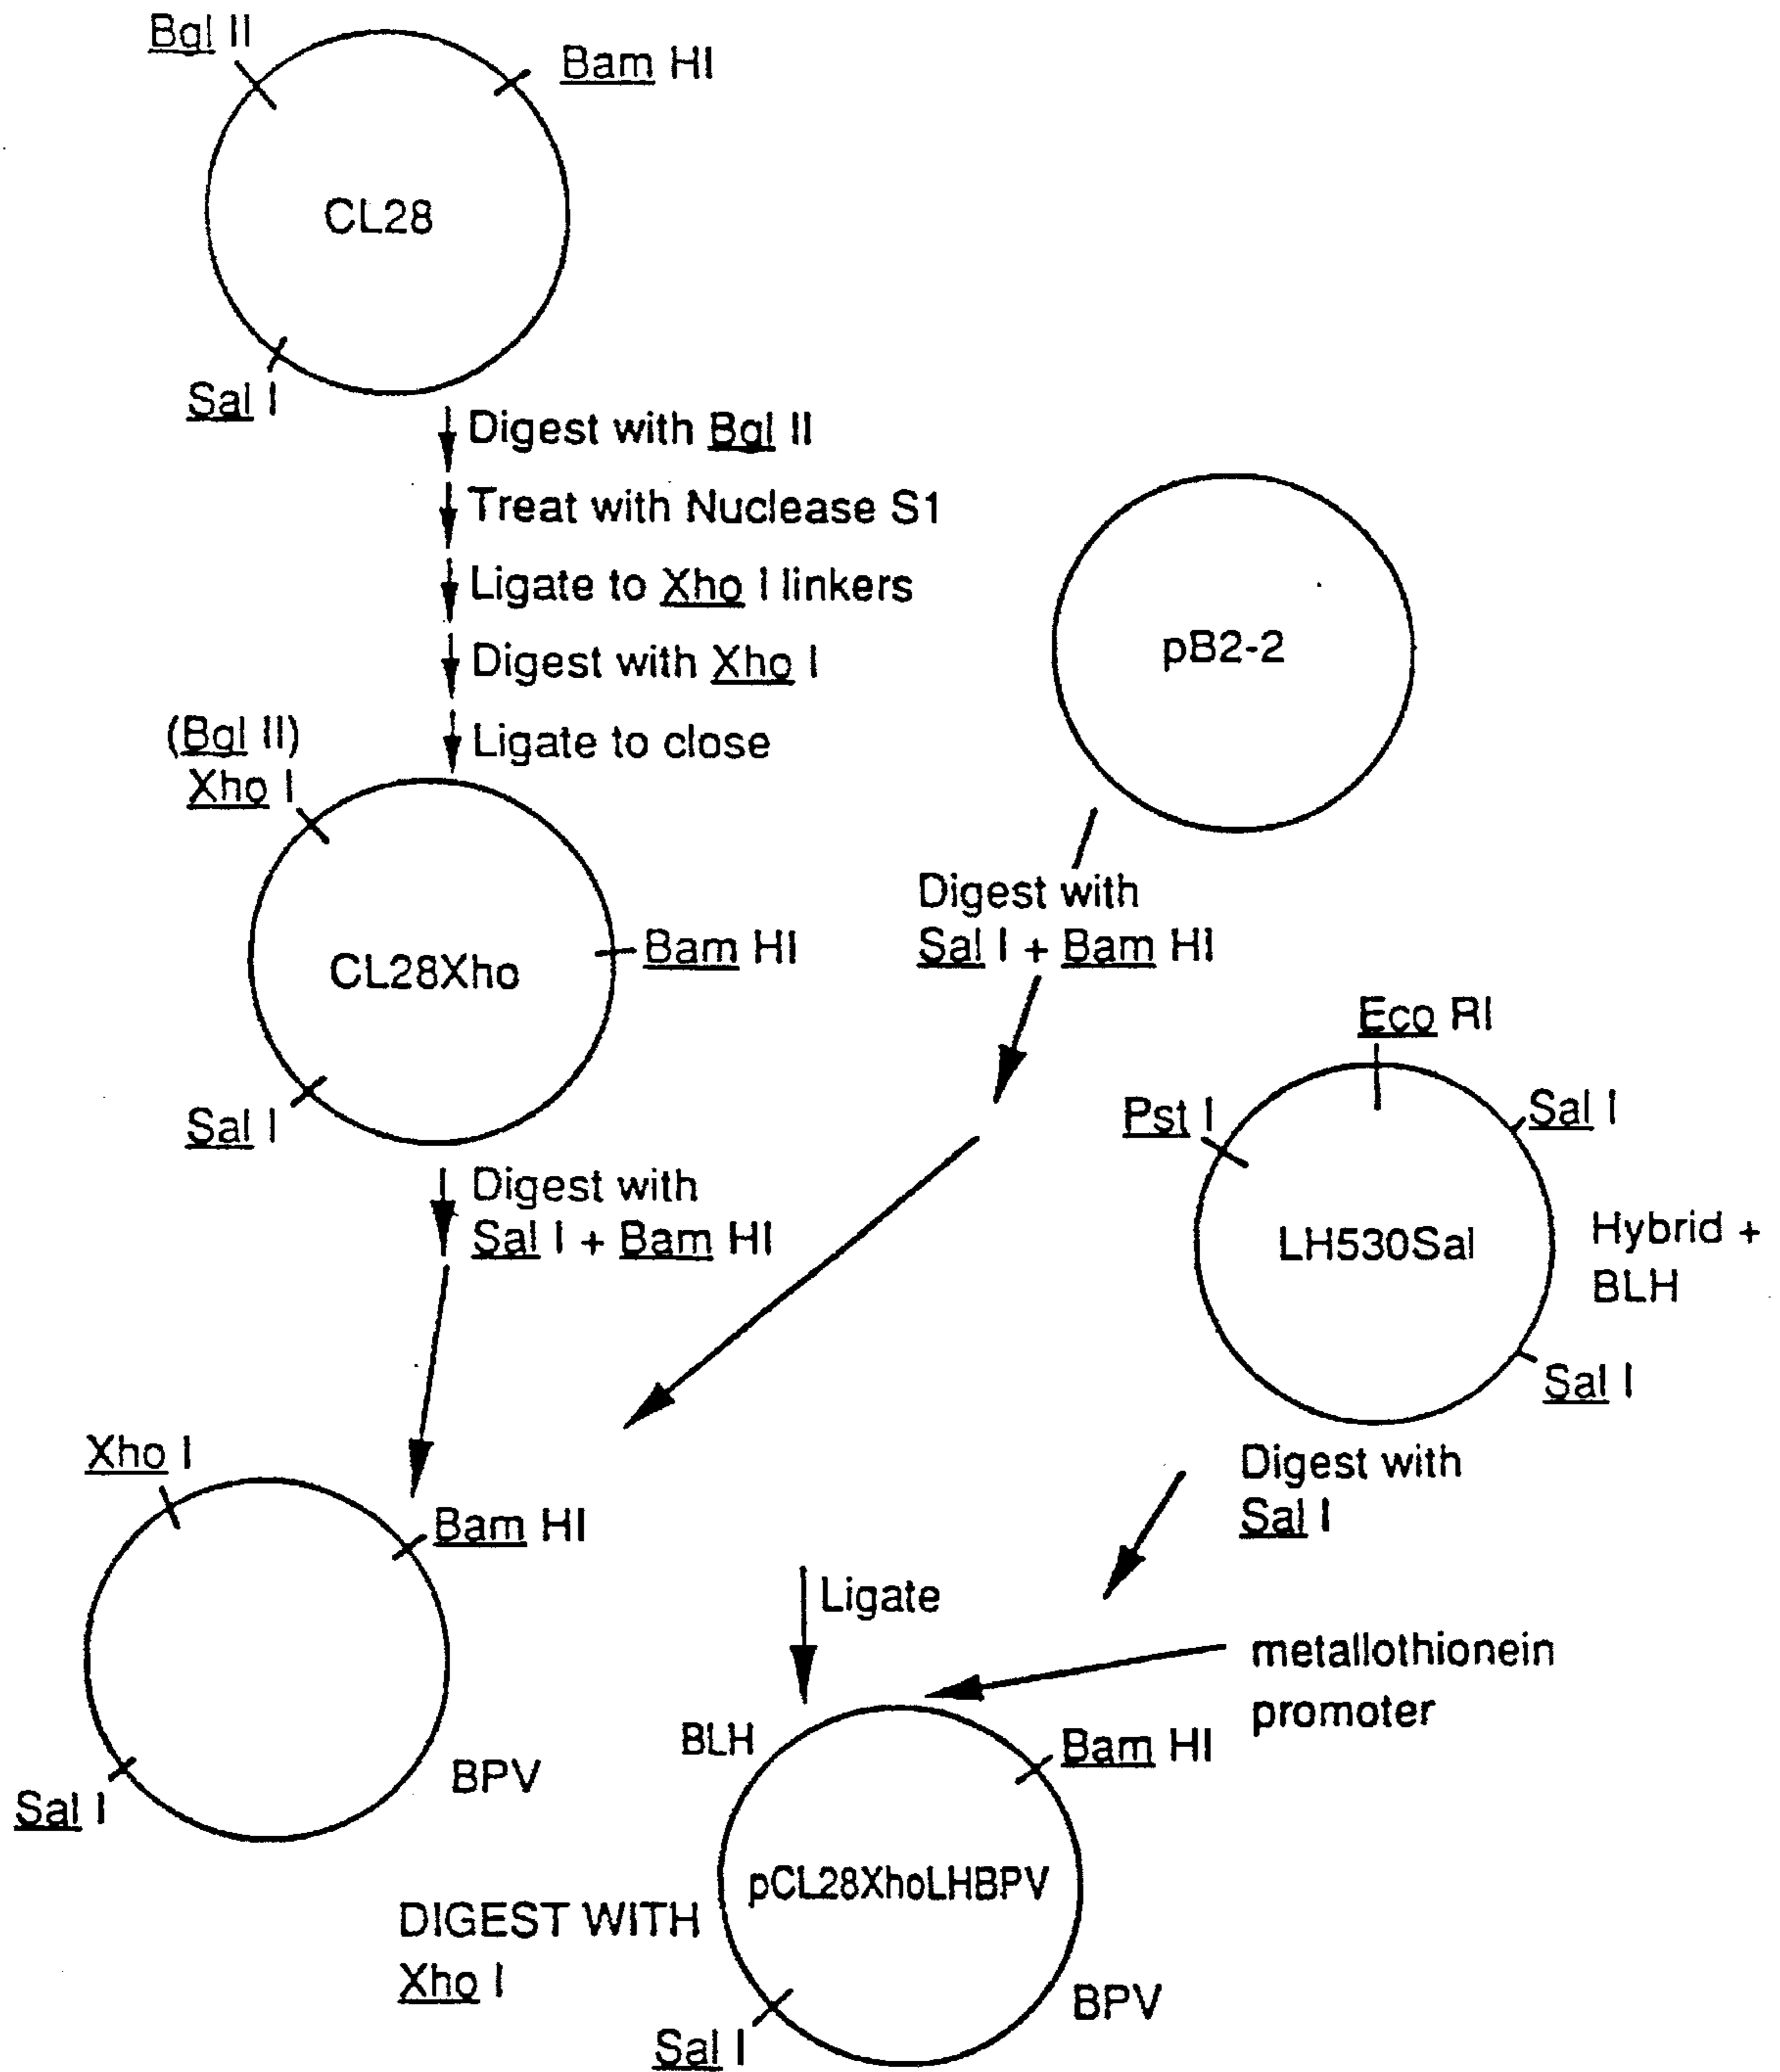 Bgl II
Bam HI
CL28
Sal I
Digest with Bgl II
Treat with Nuclease S1
Ligate to Xho I linkers
Digest with Xho I
Ligate to close
pB2-2
(Bgl II)
Xho I
CL28Xho
Bam HI
Sal I
Digest with
Sal I + Bam HI
Digest with
Sal I + Bam HI
Eco RI
Pst I
Sal I
LH530Sal
Hybrid +
BLH
Sal I
Digest with
Sal I
Xho I
Bam HI
BPV
Sal I
Ligate
metallothionein
promoter
BLH
Bam HI
pCL28XhoLHBPV
DIGEST WITH
Xho I
BPV
Sal I